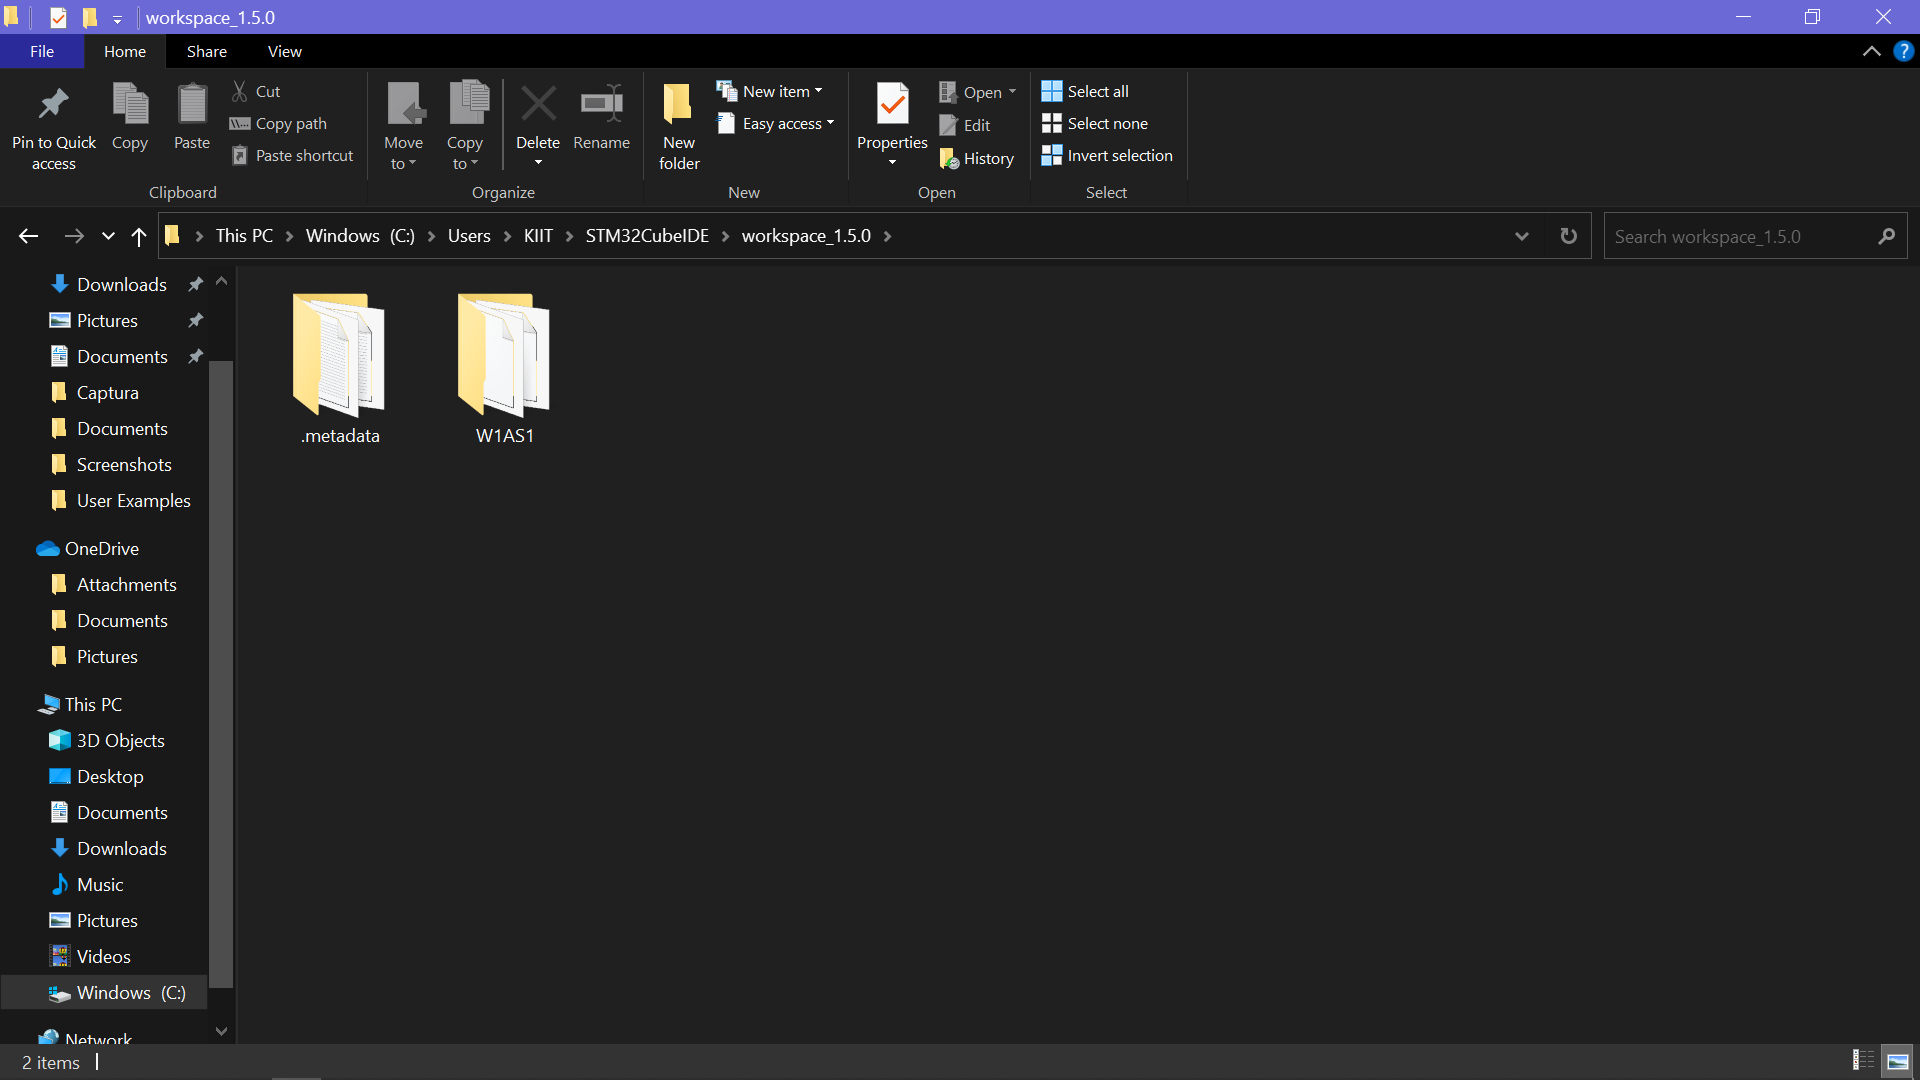 workspace_1.5.0
File Home Share View
Pin to Quick access
Copy
Paste
Cut
Copy path
Paste shortcut
Clipboard
Move to
Copy to
Delete
Rename
Organize
New folder
New item
Easy access
New
Properties
Open
Edit
History
Open
Select all
Select none
Invert selection
Select
This PC > Windows (C:) > Users > KIIT > STM32CubeIDE > workspace_1.5.0 >
Search workspace_1.5.0
Downloads
Pictures
Documents
Captura
Documents
Screenshots
User Examples
OneDrive
Attachments
Documents
Pictures
This PC
3D Objects
Desktop
Documents
Downloads
Music
Pictures
Videos
Windows (C:)
Network
.metadata
W1AS1
2 items